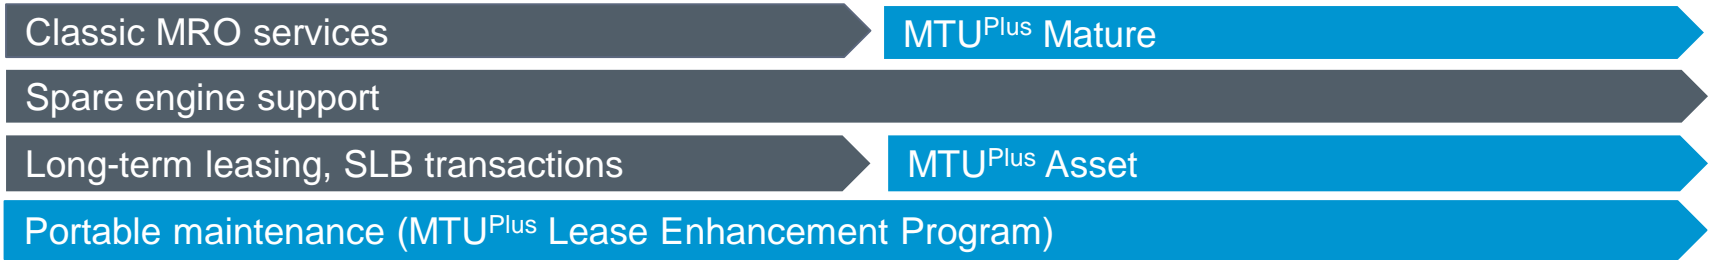 Classic MRO services
MTUPlus Mature
Spare engine support
Long-term leasing, SLB transactions
MTUPlus Asset
Portable maintenance (MTUPlus Lease Enhancement Program)